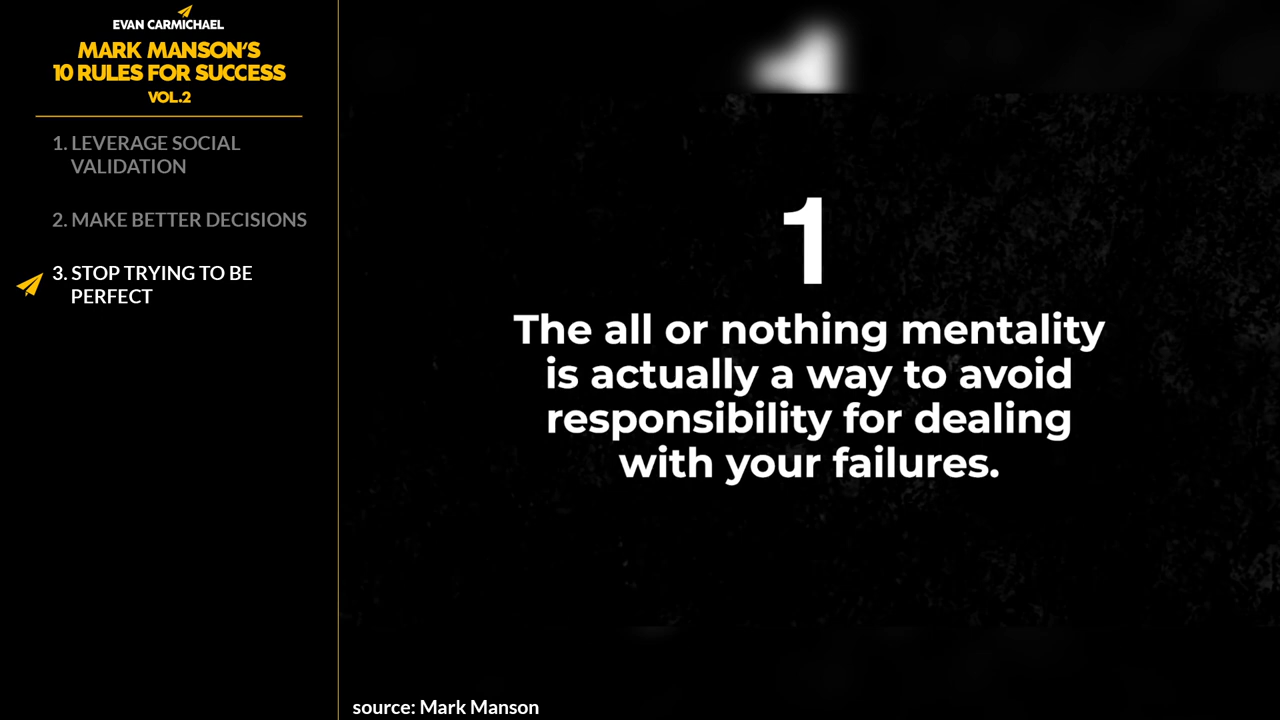 EVAN CARMICHAEL
MARK MANSON'S
10 RULES FOR SUCCESS
VOL.2
1. LEVERAGE SOCIAL
VALIDATION
2. MAKE BETTER DECISIONS
3. STOP TRYING TO BE
PERFECT
1
The all or nothing mentality
is actually a way to avoid
responsibility for dealing
with your failures.
source: Mark Manson